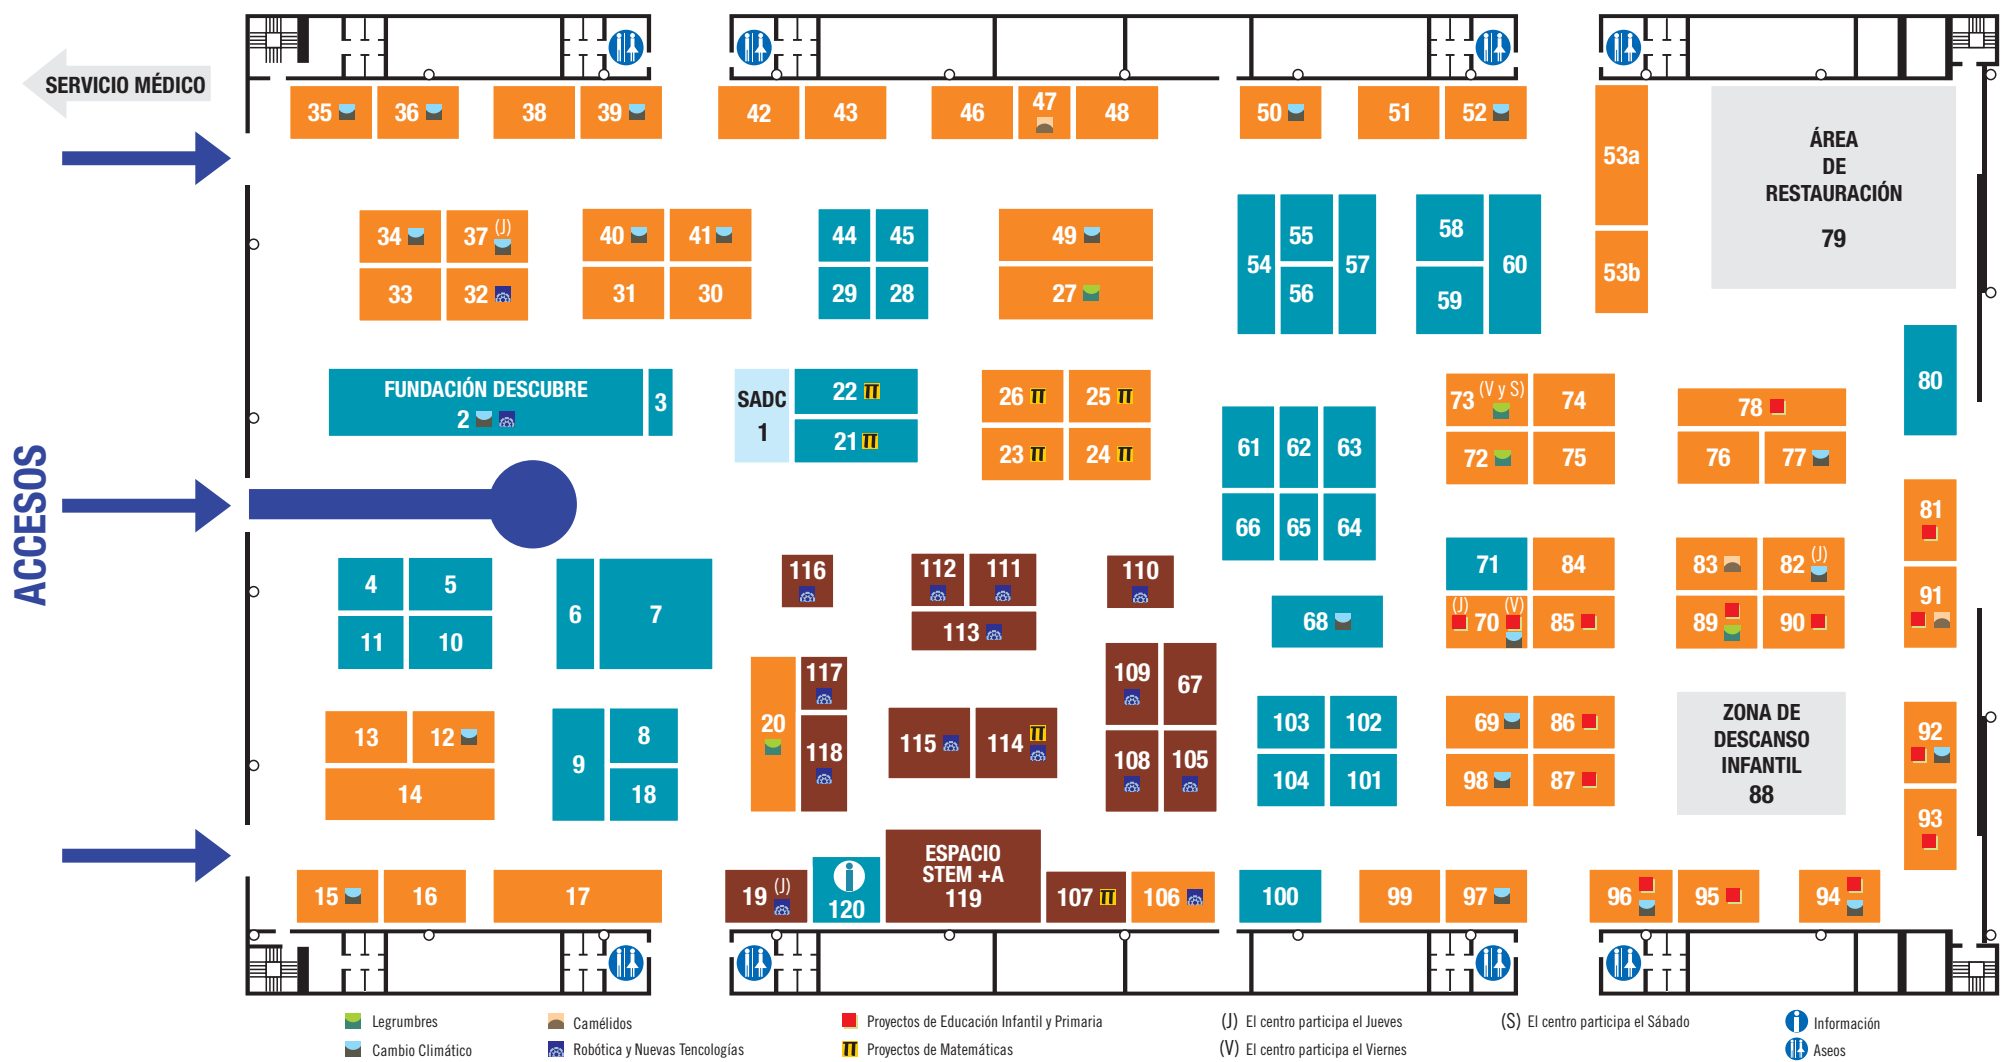 SERVICIO MÉDICO
35 36 38 39 42 43 46 47 48 50 51 52
53a
ÁREA
DE
RESTAURACIÓN
79
34 37 (J) 40 41 44 45 49 54 55 57 58 60
33 32 31 30 29 28 27 56 59 53b
FUNDACIÓN DESCUBRE
2 3
SADC
1
22 26 25 73 (V y S) 74 78 80
21 23 24 61 62 63 72 75 76 77
ACCESOS
66 65 64 81
4 5 6 7 116 112 111 110 71 84 83 82 (J)
11 10 113 68 (J) 70 (V) 85 89 90 91
117 109 67
13 12 9 8 20 115 114 103 102 69 86
ZONA DE
DESCANSO
INFANTIL
88
92
14 18 118 108 105 104 101 98 87 93
15 16 17 19 (J) 120
ESPACIO
STEM +A
119
107 106 100 99 97 96 95 94
Legrumbres
Camélidos
Proyectos de Educación Infantil y Primaria
(J) El centro participa el Jueves
(S) El centro participa el Sábado
Información
Cambio Climático
Robótica y Nuevas Tencologías
Proyectos de Matemáticas
(V) El centro participa el Viernes
Aseos